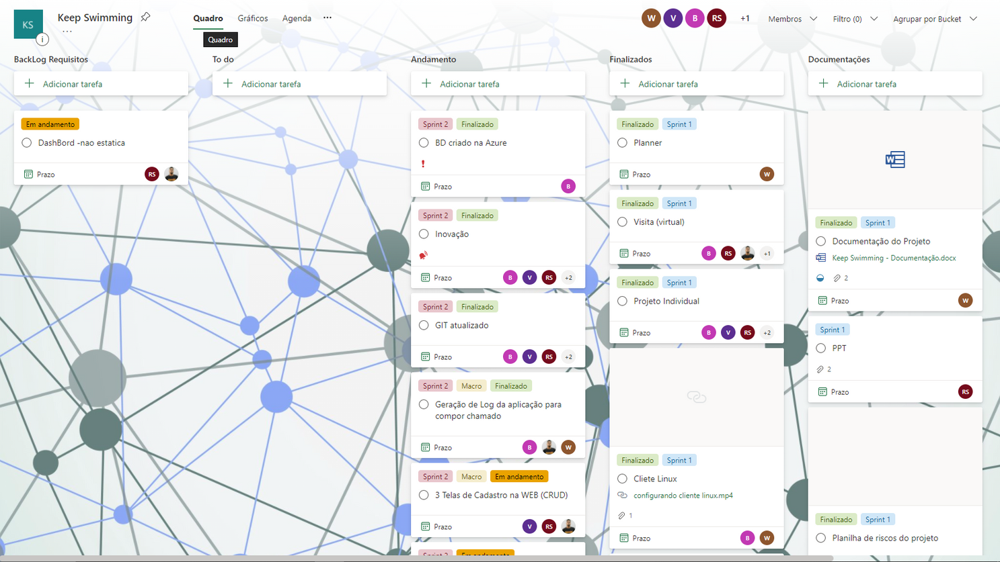 KS
Keep Swimming
Quadro
Gráficos
Agenda
W
V
B
RS
+1
Membros
Filtro (0)
Agrupar por Bucket
Quadro
BackLog Requisitos
Adicionar tarefa
Em andamento
DashBord -nao estatica
Prazo
RS
To do
Adicionar tarefa
Andamento
Adicionar tarefa
Sprint 2
Finalizado
BD criado na Azure
Prazo
B
Sprint 2
Finalizado
Inovação
Prazo
B
V
RS
+2
Sprint 2
Finalizado
GIT atualizado
Prazo
B
V
RS
+2
Sprint 2
Macro
Finalizado
Geração de Log da aplicação para
compor chamado
Prazo
B
W
Sprint 2
Macro
Em andamento
3 Telas de Cadastro na WEB (CRUD)
Prazo
V
RS
Sprint 2
Em andamento
Finalizados
Adicionar tarefa
Finalizado
Sprint 1
Planner
Prazo
W
Finalizado
Sprint 1
Visita (virtual)
Prazo
B
RS
+1
Finalizado
Sprint 1
Projeto Individual
Prazo
B
V
RS
+2
Finalizado
Sprint 1
Cliete Linux
configurando cliente linux.mp4
1
Prazo
B
W
Documentações
Adicionar tarefa
W
Finalizado
Sprint 1
Documentação do Projeto
Keep Swimming - Documentação.docx
2
Prazo
W
Sprint 1
PPT
2
Prazo
RS
Finalizado
Sprint 1
Planilha de riscos do projeto